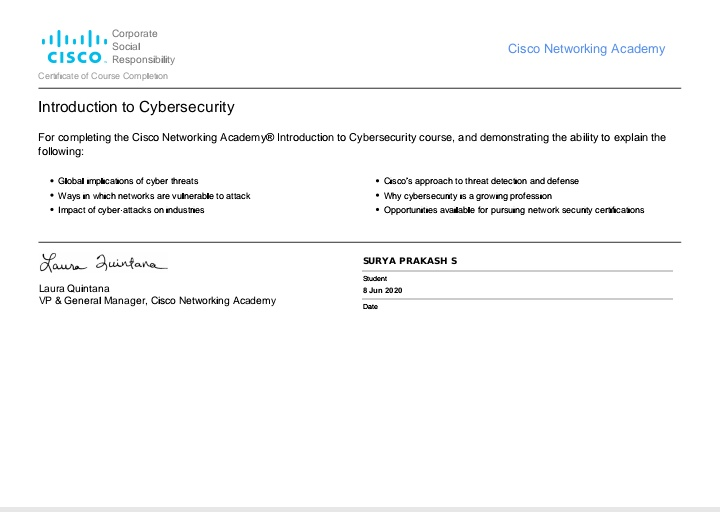 Corporate
Social
Responsibility
CISCO
Cisco Networking Academy
Certificate of Course Completion
Introduction to Cybersecurity
For completing the Cisco Networking Academy® Introduction to Cybersecurity course, and demonstrating the ability to explain the
following:
• Global implications of cyber threats
• Ways in which networks are vulnerable to attack
• Impact of cyber-attacks on industries
• Cisco's approach to threat detection and defense
• Why cybersecurity is a growing profession
• Opportunities available for pursuing network security certifications
Laura Quintana
Laura Quintana
VP & General Manager, Cisco Networking Academy
SURYA PRAKASH S
Student
8 Jun 2020
Date